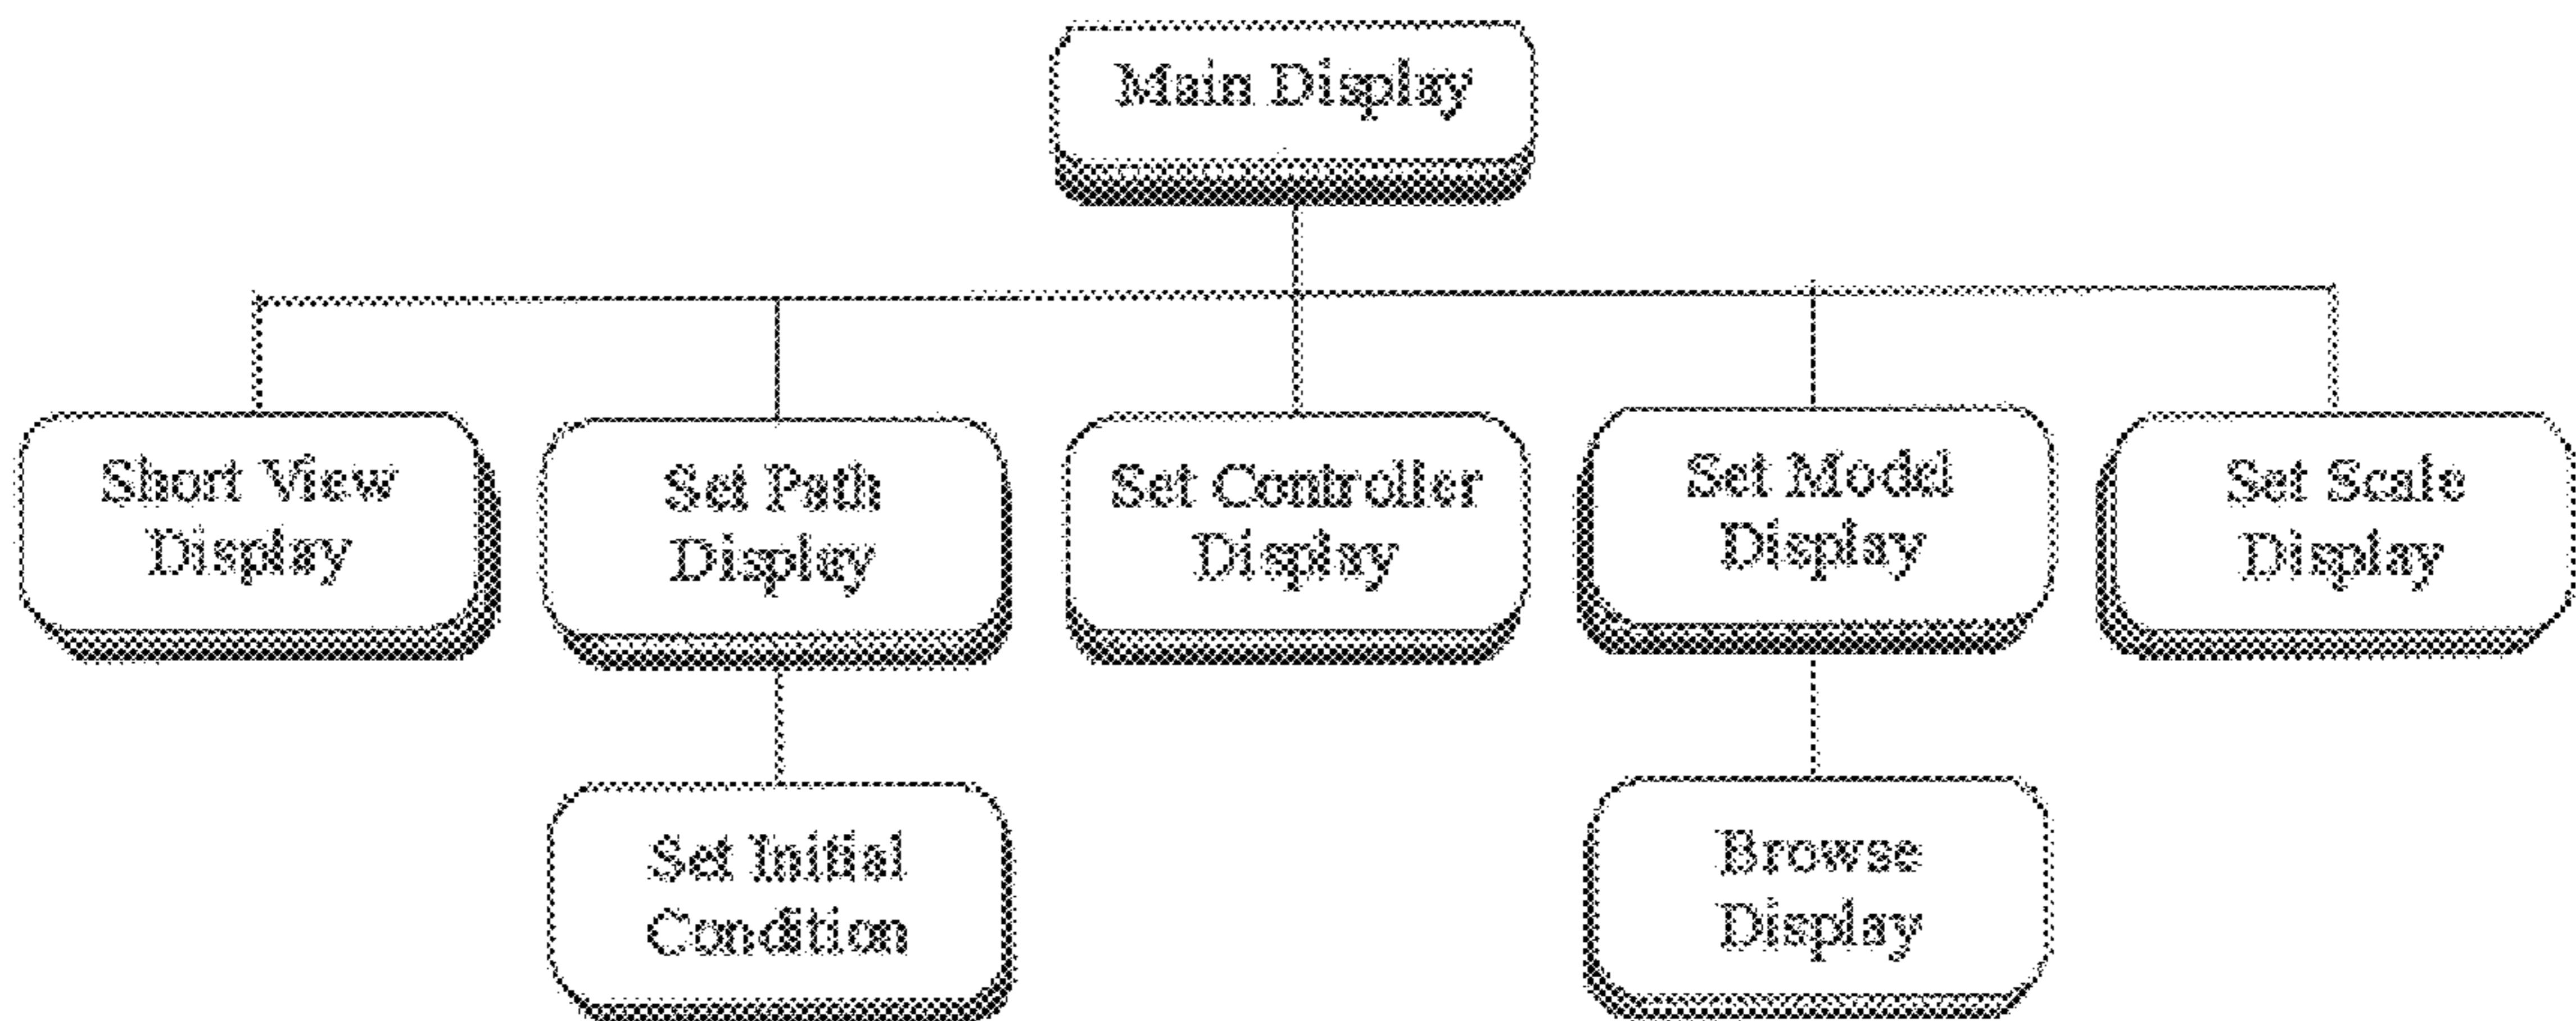 Main Display
Short View
Display
Set Path
Display
Set Controller
Display
Set Model
Display
Set Scale
Display
Set Initial
Condition
Browse
Display